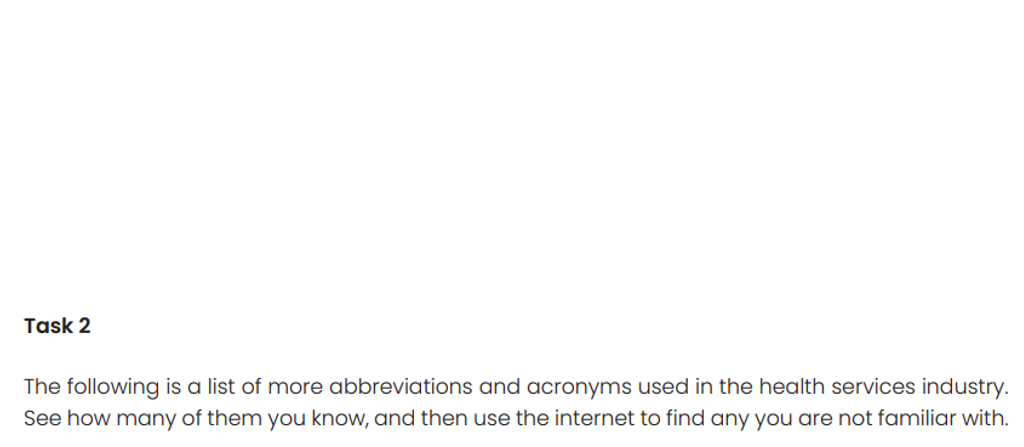 Task 2
The following is a list of more abbreviations and acronyms used in the health services industry.
See how many of them you know, and then use the internet to find any you are not familiar with.